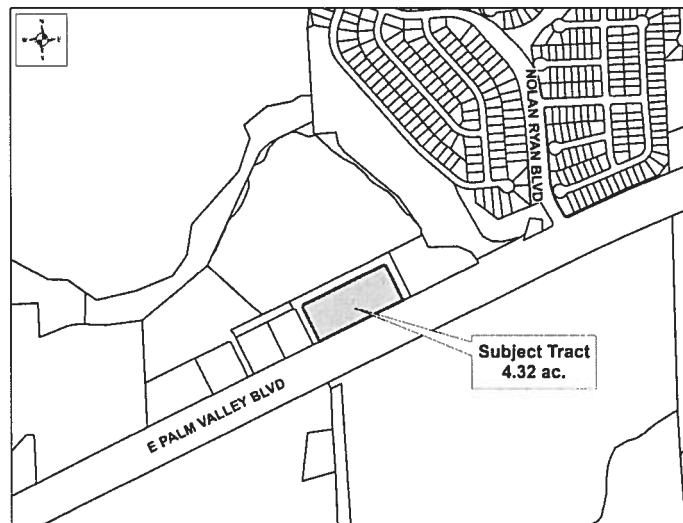 N
W E
S
NOLAN RYAN BLVD
Subject Tract
4.32 ac.
E PALM VALLEY BLVD